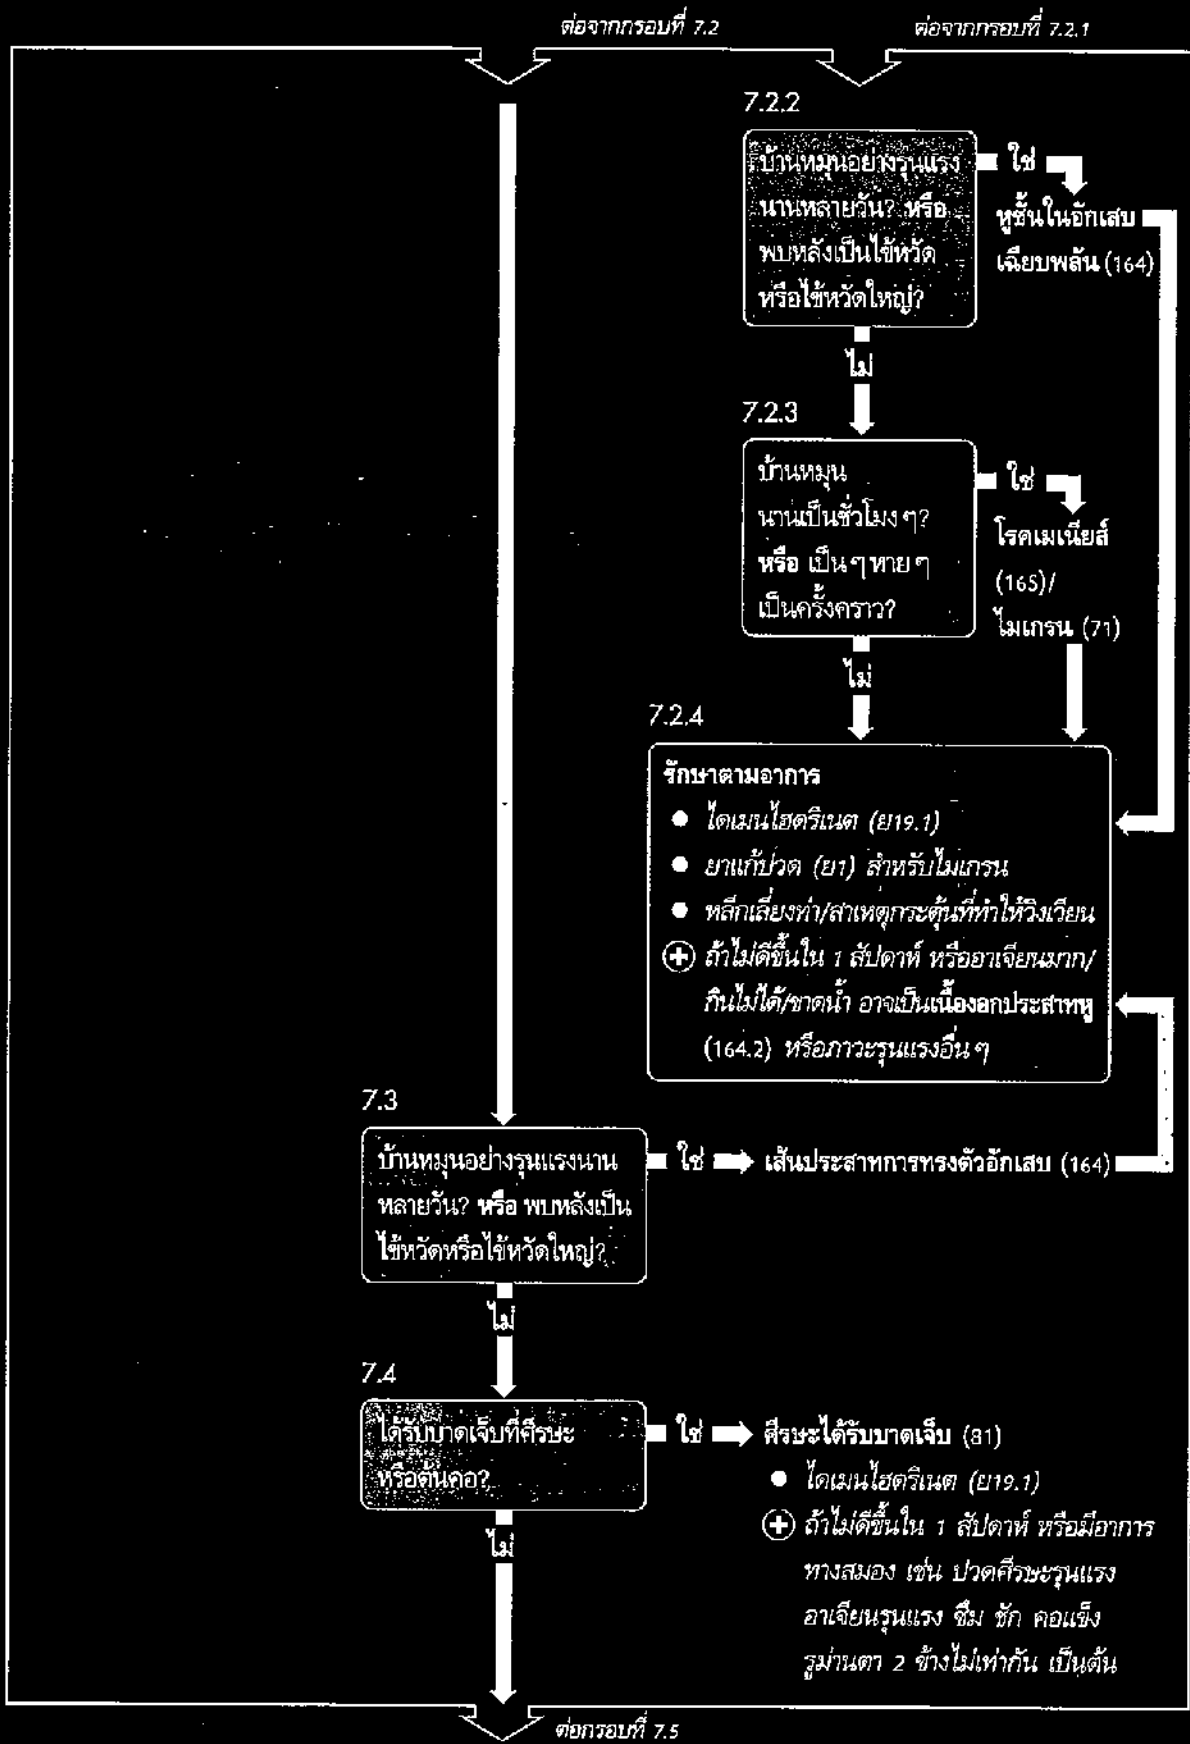 ต่อจากกรอบที่ 7.2
ต่อจากกรอบที่ 7.2.1
7.2.2
บ้านหมุนอย่างรุนแรง
นานหลายวัน? หรือ
พบหลังเป็นไข้หวัด
หรือไข้หวัดใหญ่?
ใช่
หูชั้นในอักเสบ
เฉียบพลัน (164)
ไม่
7.2.3
บ้านหมุน
นานเป็นชั่วโมง ๆ?
หรือ เป็น ๆ หาย ๆ
เป็นครั้งคราว?
ใช่
โรคเมเนียส์
(165)/
ไมเกรน (71)
ไม่
7.2.4
รักษาตามอาการ
● ไดเมนไฮดริเนต (ย19.1)
● ยาแก้ปวด (ย1) สำหรับไมเกรน
● หลีกเลี่ยงท่า/สาเหตุกระตุ้นที่ทำให้วิงเวียน
⊕ ถ้าไม่ดีขึ้นใน 1 สัปดาห์ หรืออาเจียนมาก/
กินไม่ได้/ขาดน้ำ อาจเป็นเนื้องอกประสาทหู
(164.2) หรือภาวะรุนแรงอื่น ๆ
7.3
บ้านหมุนอย่างรุนแรงนาน
หลายวัน? หรือ พบหลังเป็น
ไข้หวัดหรือไข้หวัดใหญ่?
ใช่
เส้นประสาทการทรงตัวอักเสบ (164)
ไม่
7.4
ได้รับบาดเจ็บที่ศีรษะ
หรือต้นคอ?
ใช่
ศีรษะได้รับบาดเจ็บ (81)
● ไดเมนไฮดริเนต (ย19.1)
⊕ ถ้าไม่ดีขึ้นใน 1 สัปดาห์ หรือมีอาการ
ทางสมอง เช่น ปวดศีรษะรุนแรง
อาเจียนรุนแรง ซึม ชัก คอแข็ง
รูม่านตา 2 ข้างไม่เท่ากัน เป็นต้น
ไม่
ต่อกรอบที่ 7.5